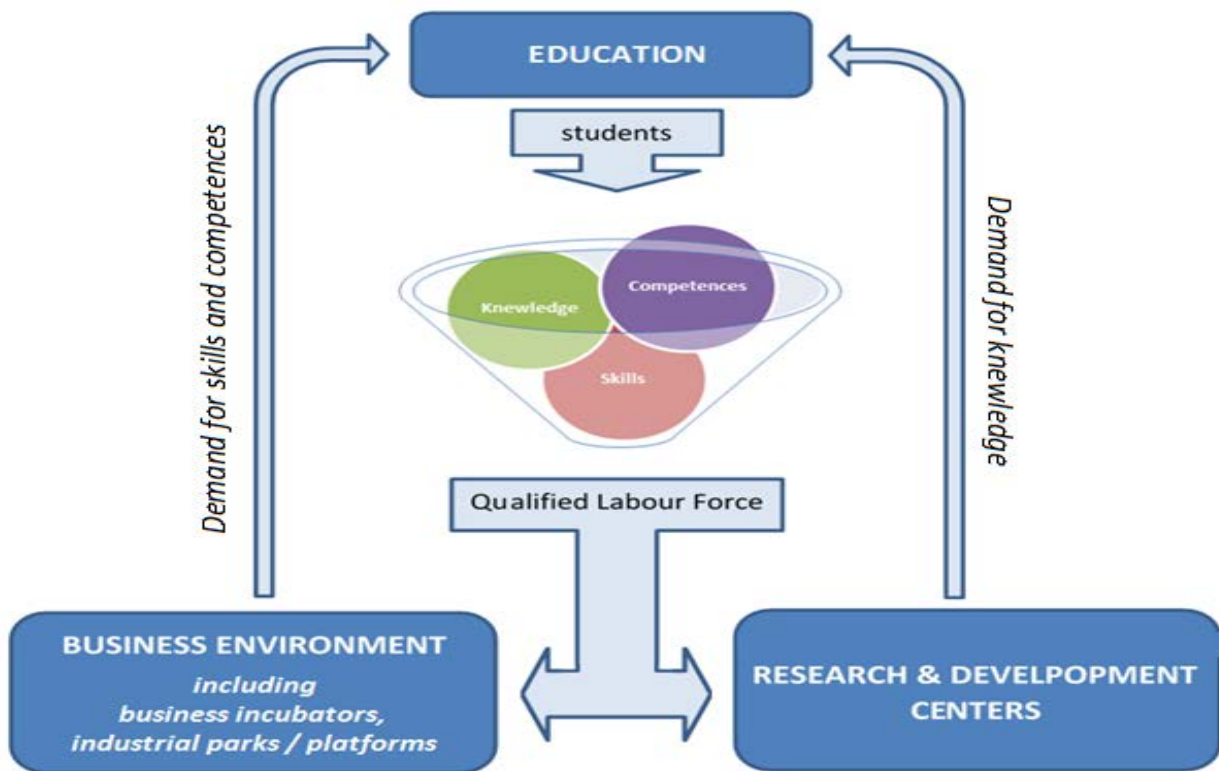 EDUCATION
students
Demand for skills and competences
Demand for knewledge
Competences
Knewledge
Skills
Qualified Labour Force
BUSINESS ENVIRONMENT
including
business incubators,
industrial parks / platforms
RESEARCH & DEVELPOPMENT
CENTERS